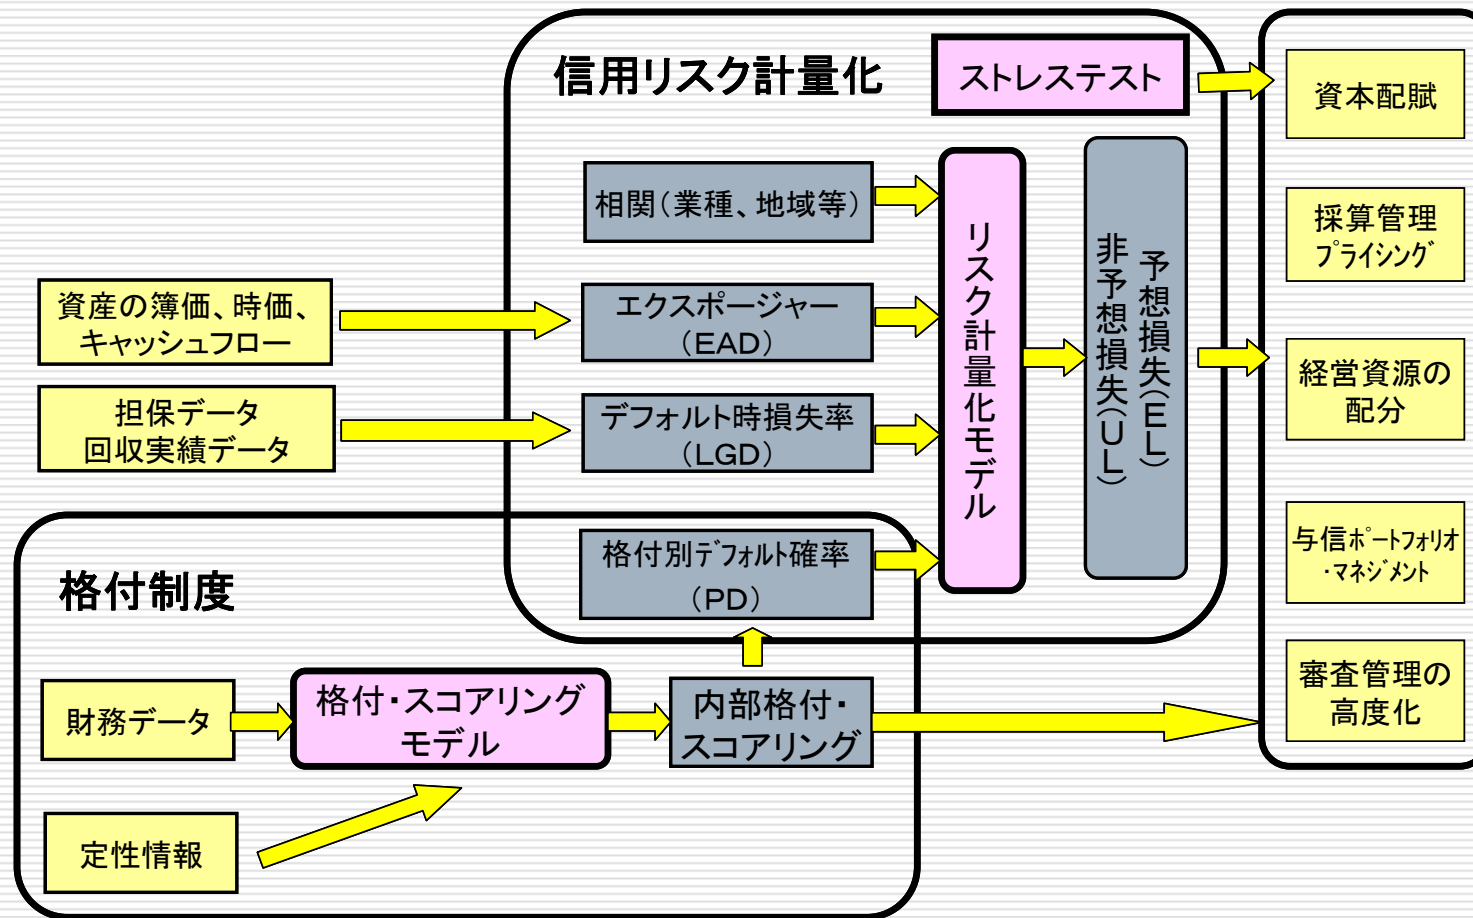 信用リスク計量化
ストレステスト
相関（業種、地域等）
エクスポージャー
（EAD）
デフォルト時損失率
（LGD）
格付別ﾃﾞﾌｫﾙﾄ確率
（PD）
リスク計量化モデル
予想損失（EL）
非予想損失（UL）
資産の簿価、時価、
キャッシュフロー
担保データ
回収実績データ
格付制度
財務データ
定性情報
格付・スコアリング
モデル
内部格付・
スコアリング
資本配賦
採算管理
ﾌﾟﾗｲｼﾝｸﾞ
経営資源の
配分
与信ﾎﾟｰﾄﾌｫﾘｵ
・ﾏﾈｼﾞﾒﾝﾄ
審査管理の
高度化